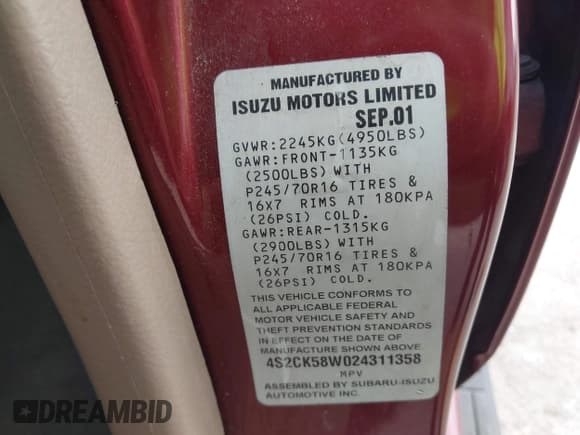 MANUFACTURED BY
ISUZU MOTORS LIMITED
SEP.01
GVWR:2245KG(4950LBS)
GAWR:FRONT-1135KG
(2500LBS) WITH
P245/70R16 TIRES &
16X7 RIMS AT 180KPA
(26PSI) COLD.
GAWR:REAR-1315KG
(2900LBS) WITH
P245/70R16 TIRES &
16X7 RIMS AT 180KPA
(26PSI) COLD.
THIS VEHICLE CONFORMS TO
ALL APPLICABLE FEDERAL
MOTOR VEHICLE SAFETY AND
THEFT PREVENTION STANDARDS
IN EFFECT ON THE DATE OF
MANUFACTURE SHOWN ABOVE
4S2CK58W024311358
MPV
ASSEMBLED BY SUBARU-ISUZU
AUTOMOTIVE INC.
DREAMBID